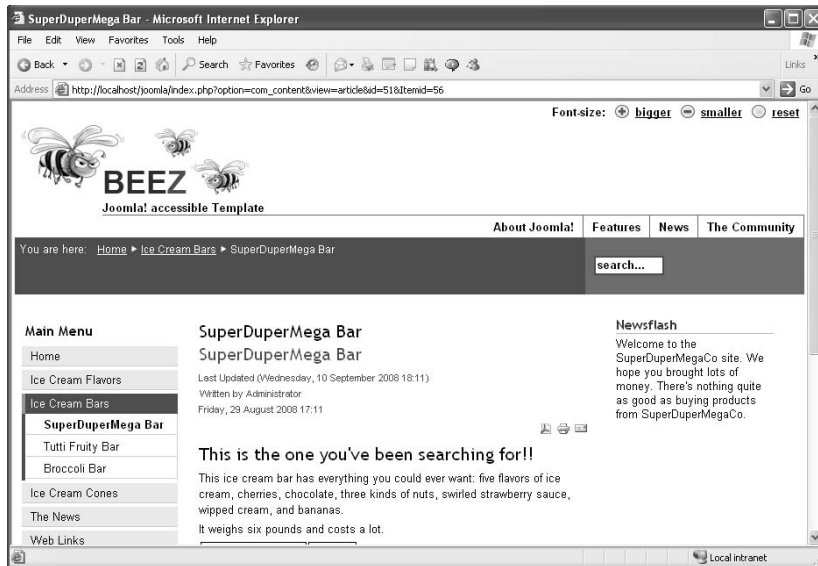 SuperDuperMega Bar - Microsoft Internet Explorer
File Edit View Favorites Tools Help
Back Search Favorites Links
Address http://localhost/joomla/index.php?option=com_content&view=article&id=51&Itemid=56 Go
Font-size: bigger smaller reset
BEEZ
Joomla! accessible Template
About Joomla! Features News The Community
You are here: Home ▸ Ice Cream Bars ▸ SuperDuperMega Bar
search...
Main Menu
Home
Ice Cream Flavors
Ice Cream Bars
SuperDuperMega Bar
Tutti Fruity Bar
Broccoli Bar
Ice Cream Cones
The News
Web Links
SuperDuperMega Bar
SuperDuperMega Bar
Last Updated (Wednesday, 10 September 2008 18:11)
Written by Administrator
Friday, 29 August 2008 17:11
This is the one you've been searching for!!
This ice cream bar has everything you could ever want: five flavors of ice
cream, cherries, chocolate, three kinds of nuts, swirled strawberry sauce,
wipped cream, and bananas.
It weighs six pounds and costs a lot.
Newsflash
Welcome to the
SuperDuperMegaCo site. We
hope you brought lots of
money. There's nothing quite
as good as buying products
from SuperDuperMegaCo.
Local intranet